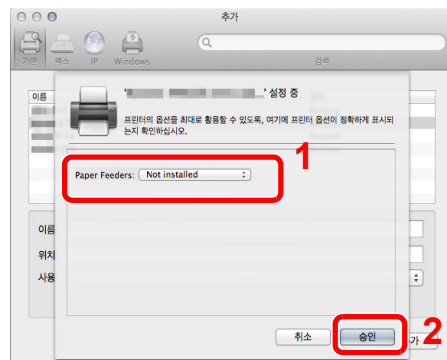 추가
기본 팩스 IP Windows 검색
이름
' ' 설정 중
프린터의 옵션을 최대로 활용할 수 있도록, 여기에 프린터 옵션이 정확하게 표시되
는지 확인하십시오.
1
Paper Feeders: Not installed
이름
위치
사용
취소 승인 2
가